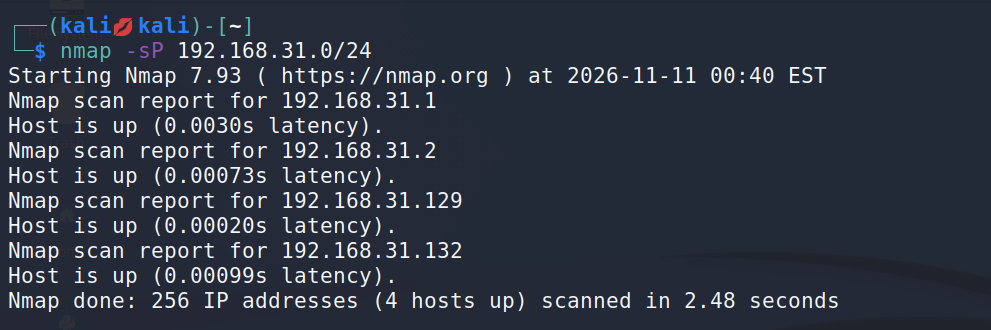 ┌──(kali💋kali)-[~]
└─$ nmap -sP 192.168.31.0/24
Starting Nmap 7.93 ( https://nmap.org ) at 2026-11-11 00:40 EST
Nmap scan report for 192.168.31.1
Host is up (0.0030s latency).
Nmap scan report for 192.168.31.2
Host is up (0.00073s latency).
Nmap scan report for 192.168.31.129
Host is up (0.00020s latency).
Nmap scan report for 192.168.31.132
Host is up (0.00099s latency).
Nmap done: 256 IP addresses (4 hosts up) scanned in 2.48 seconds